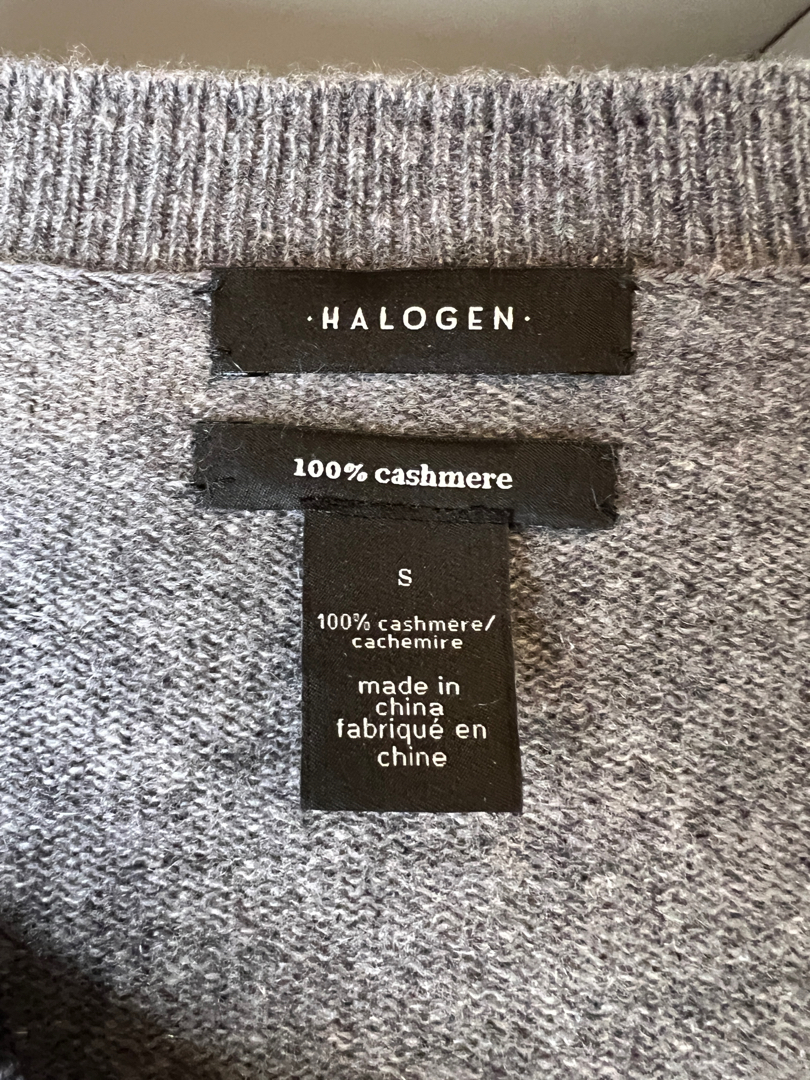 ·HALOGEN·
100% cashmere
S
100% cashmere/
cachemire
made in
china
fabriqué en
chine